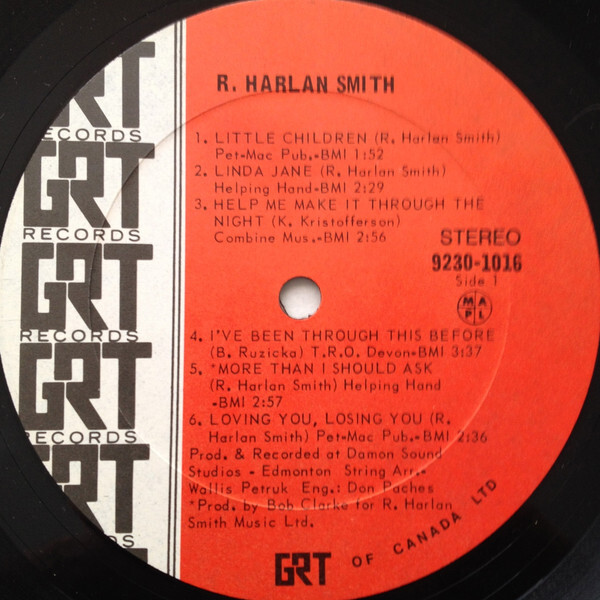 R. HARLAN SMITH
1. LITTLE CHILDREN (R. Harlan Smith)
Pet-Mac Pub.-BMI 1:52
2. LINDA JANE (R. Harlan Smith)
Helping Hand-BMI 2:29
3. HELP ME MAKE IT THROUGH THE
NIGHT (K. Kristofferson)
Combine Mus.-BMI 2:56
STEREO
9230-1016
Side 1
M A
P L
4. I'VE BEEN THROUGH THIS BEFORE
(B. Ruzicka) T.R.O. Devon-BMI 3:37
5. *MORE THAN I SHOULD ASK
(R. Harlan Smith) Helping Hand
-BMI 2:57
6. LOVING YOU, LOSING YOU (R.
Harlan Smith) Pet-Mac Pub.-BMI 2:36
Prod. & Recorded at Damon Sound
Studios - Edmonton String Arr.-
Wallis Petruk Eng.: Don Paches
*Prod. by Bob Clarke for R. Harlan
Smith Music Ltd.
GRT OF CANADA LTD
RT
ECORDS
GRT
RECORDS
GRT
RECORDS
GRT
RECORDS
GRT
DS